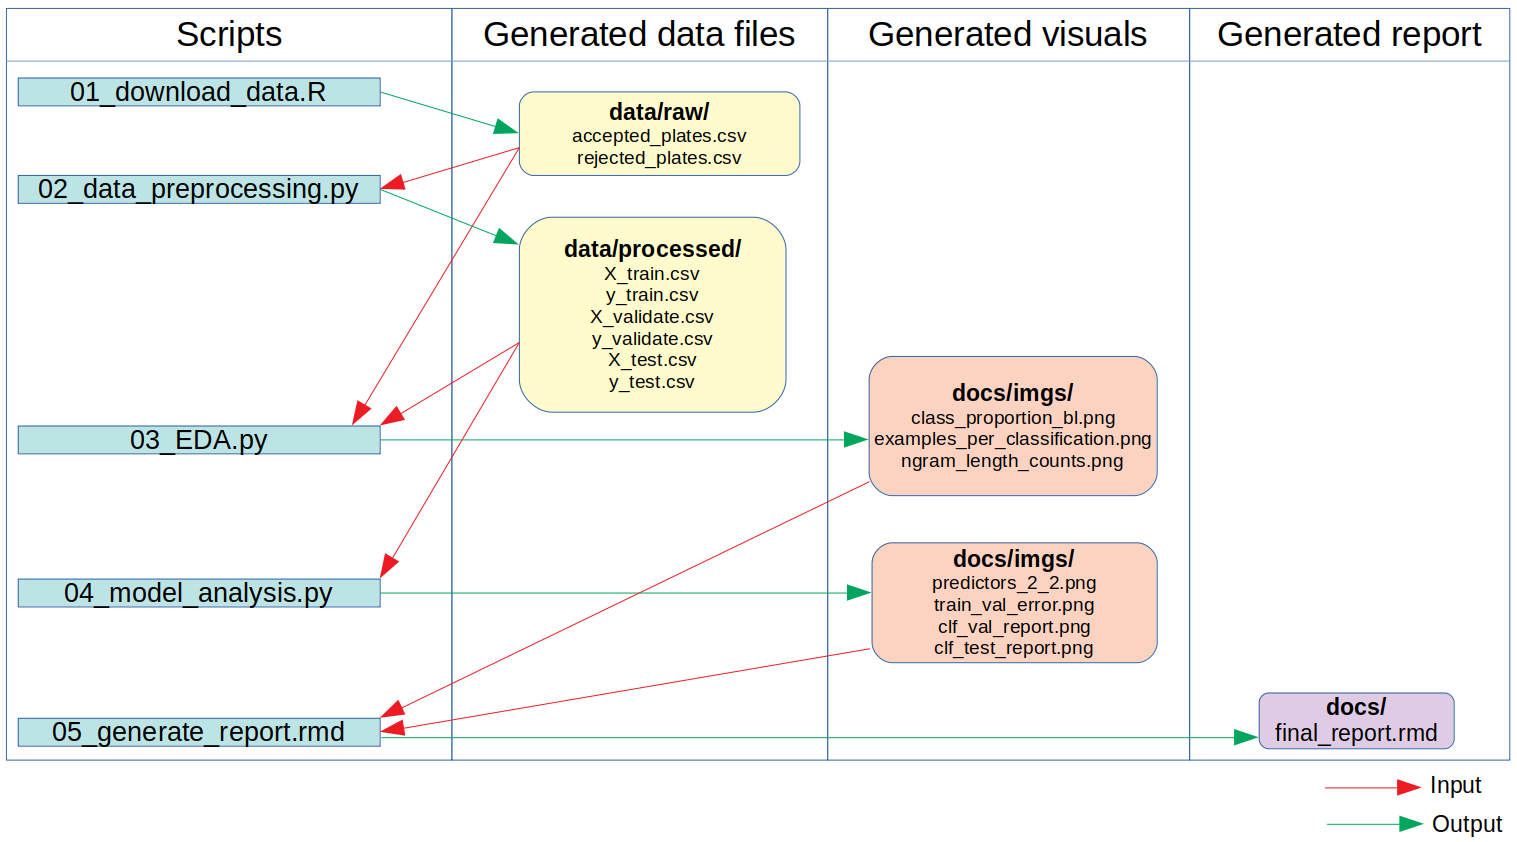 Scripts
Generated data files
Generated visuals
Generated report
01_download_data.R
data/raw/
accepted_plates.csv
rejected_plates.csv
02_data_preprocessing.py
data/processed/
X_train.csv
y_train.csv
X_validate.csv
y_validate.csv
X_test.csv
y_test.csv
03_EDA.py
docs/imgs/
class_proportion_bl.png
examples_per_classification.png
ngram_length_counts.png
04_model_analysis.py
docs/imgs/
predictors_2_2.png
train_val_error.png
clf_val_report.png
clf_test_report.png
05_generate_report.rmd
docs/
final_report.rmd
Input
Output